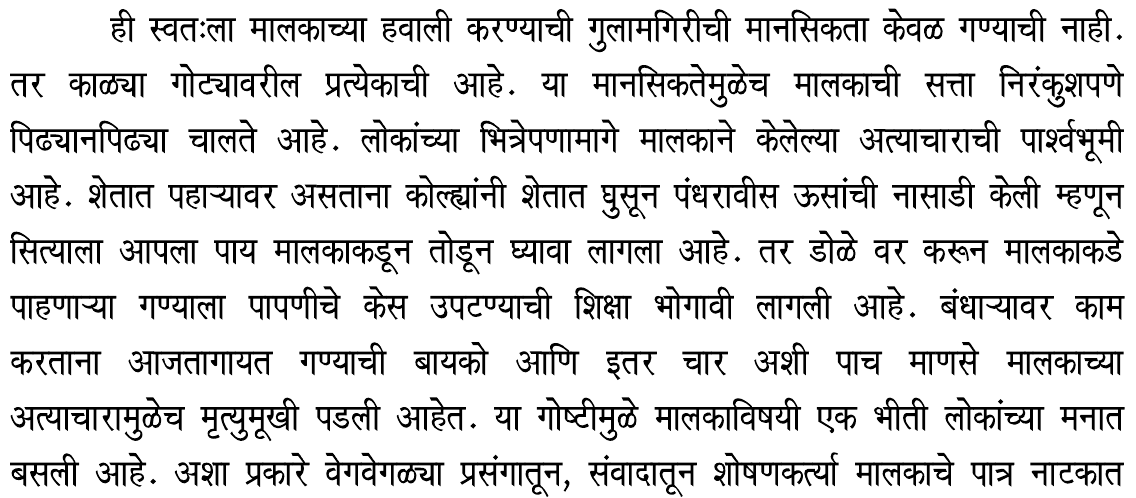 ही स्वतःला मालकाच्या हवाली करण्याची गुलामगिरीची मानसिकता केवळ गण्याची नाही.
तर काळ्या गोट्यावरील प्रत्येकाची आहे. या मानसिकतेमुळेच मालकाची सत्ता निरंकुशपणे
पिढ्यानपिढ्या चालते आहे. लोकांच्या भित्रेपणामागे मालकाने केलेल्या अत्याचाराची पार्श्वभूमी
आहे. शेतात पहाऱ्यावर असताना कोल्ह्यांनी शेतात घुसून पंधरावीस ऊसांची नासाडी केली म्हणून
सित्याला आपला पाय मालकाकडून तोडून घ्यावा लागला आहे. तर डोळे वर करून मालकाकडे
पाहणाऱ्या गण्याला पापणीचे केस उपटण्याची शिक्षा भोगावी लागली आहे. बंधाऱ्यावर काम
करताना आजतागायत गण्याची बायको आणि इतर चार अशी पाच माणसे मालकाच्या
अत्याचारामुळेच मृत्युमूखी पडली आहेत. या गोष्टीमुळे मालकाविषयी एक भीती लोकांच्या मनात
बसली आहे. अशा प्रकारे वेगवेगळ्या प्रसंगातून, संवादातून शोषणकर्त्या मालकाचे पात्र नाटकात